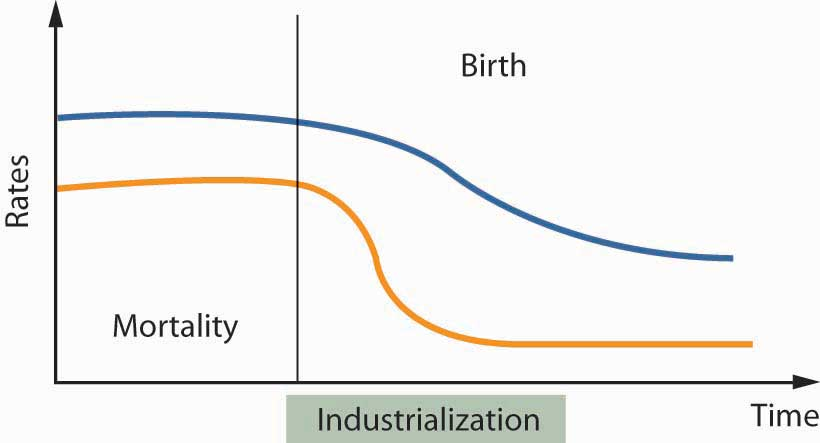 Birth
Rates
Mortality
Industrialization
Time